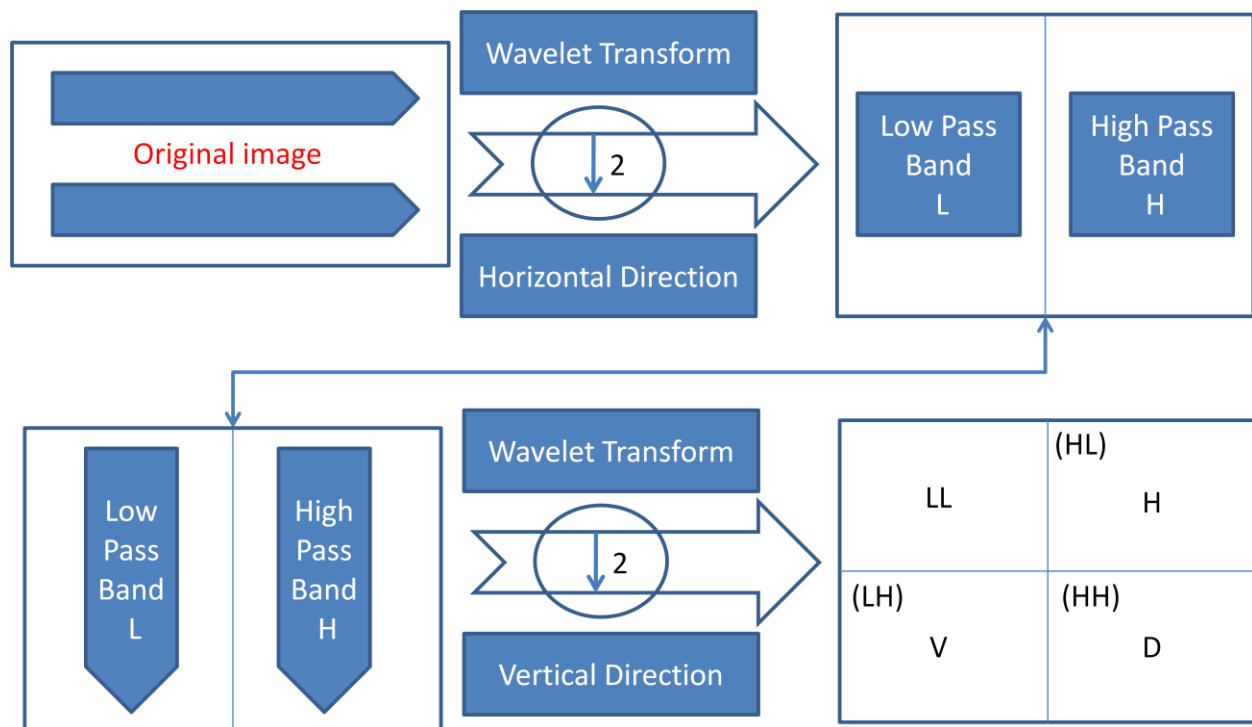 Wavelet Transform
Original image
2
Horizontal Direction
Low Pass
Band
L
High Pass
Band
H
Low
Pass
Band
L
High
Pass
Band
H
Wavelet Transform
2
Vertical Direction
LL
(HL)
H
(LH)
V
(HH)
D